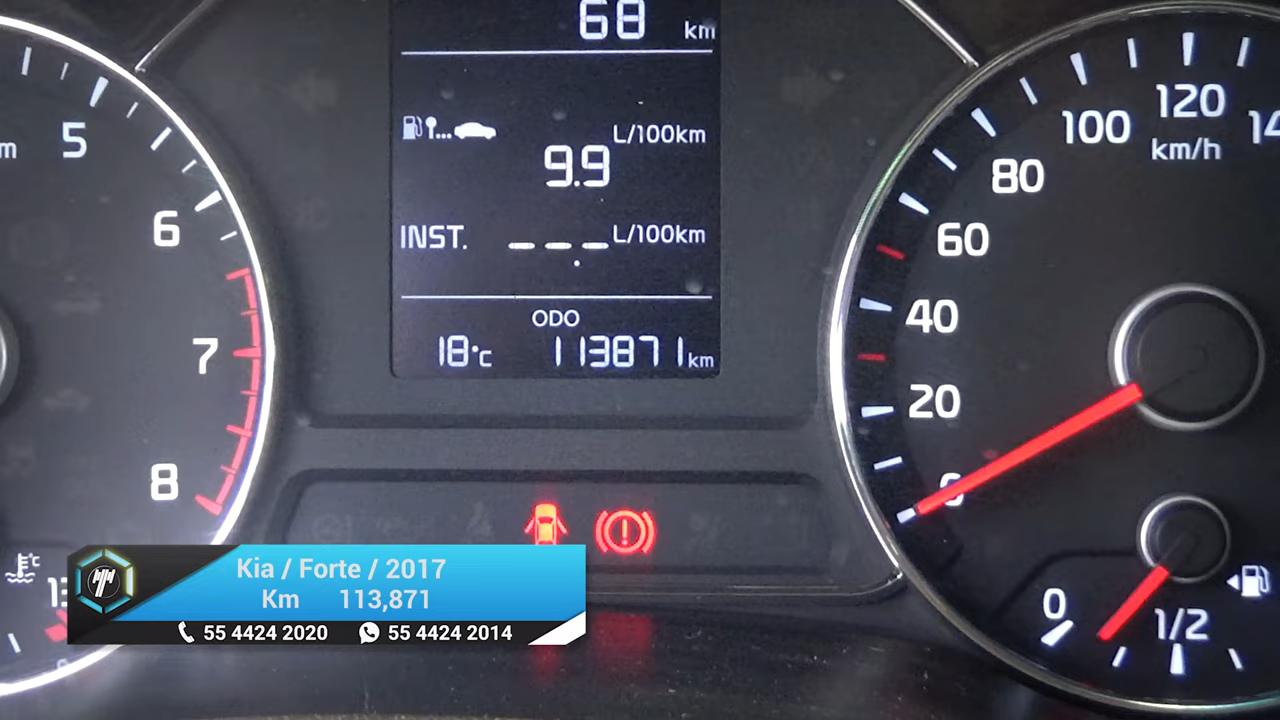 68 km
L/100km
9.9
INST. _ _ _._ L/100km
ODO
18°C 113871 km
5
6
7
8
100
120
km/h
80
60
40
20
0
1/2
°C
Kia / Forte / 2017
Km 113,871
55 4424 2020 55 4424 2014